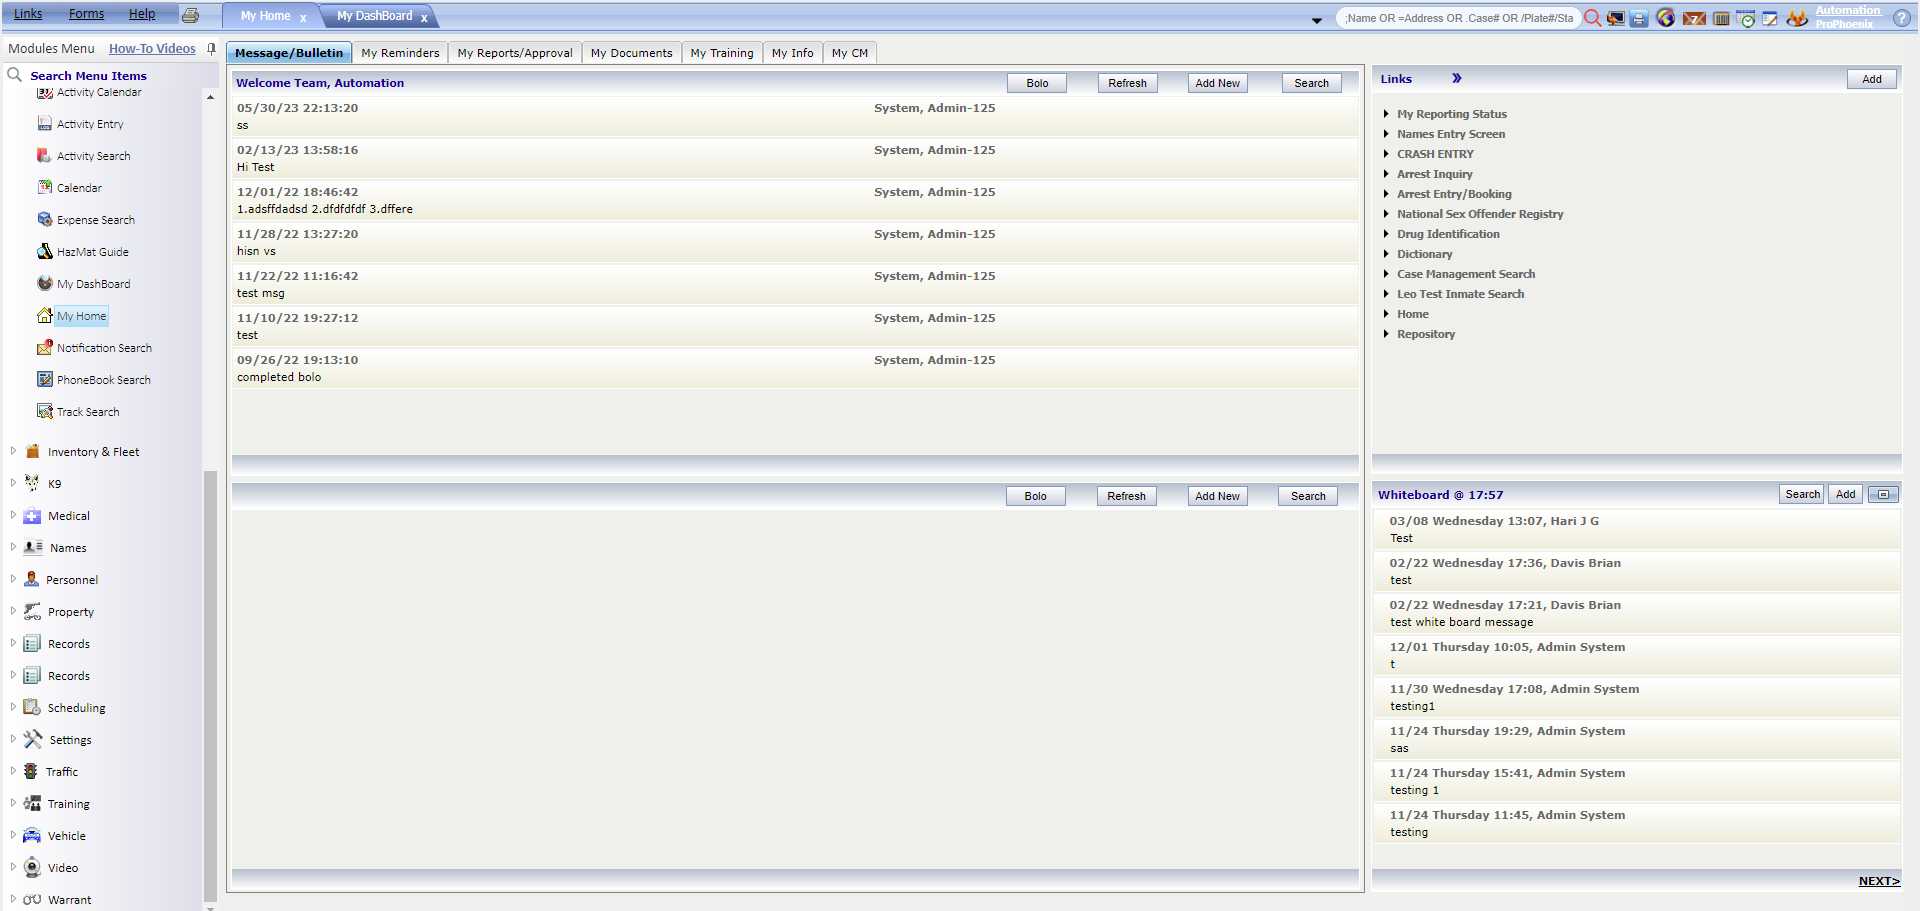 Links Forms Help
My Home x
My DashBoard x
;Name OR =Address OR .Case# OR /Plate#/Sta
Automation
ProPhoenix
Modules Menu How-To Videos
Search Menu Items
Activity Calendar
Activity Entry
Activity Search
Calendar
Expense Search
HazMat Guide
My DashBoard
My Home
Notification Search
PhoneBook Search
Track Search
Inventory & Fleet
K9
Medical
Names
Personnel
Property
Records
Records
Scheduling
Settings
Traffic
Training
Vehicle
Video
Warrant
Message/Bulletin My Reminders My Reports/Approval My Documents My Training My Info My CM
Welcome Team, Automation Bolo Refresh Add New Search
05/30/23 22:13:20 System, Admin-125
ss
02/13/23 13:58:16 System, Admin-125
Hi Test
12/01/22 18:46:42 System, Admin-125
1.adsffdadsd 2.dfdfdfdf 3.dffere
11/28/22 13:27:20 System, Admin-125
hisn vs
11/22/22 11:16:42 System, Admin-125
test msg
11/10/22 19:27:12 System, Admin-125
test
09/26/22 19:13:10 System, Admin-125
completed bolo
Bolo Refresh Add New Search
Links » Add
My Reporting Status
Names Entry Screen
CRASH ENTRY
Arrest Inquiry
Arrest Entry/Booking
National Sex Offender Registry
Drug Identification
Dictionary
Case Management Search
Leo Test Inmate Search
Home
Repository
Whiteboard @ 17:57 Search Add
03/08 Wednesday 13:07, Hari J G
Test
02/22 Wednesday 17:36, Davis Brian
test
02/22 Wednesday 17:21, Davis Brian
test white board message
12/01 Thursday 10:05, Admin System
t
11/30 Wednesday 17:08, Admin System
testing1
11/24 Thursday 19:29, Admin System
sas
11/24 Thursday 15:41, Admin System
testing 1
11/24 Thursday 11:45, Admin System
testing
NEXT>